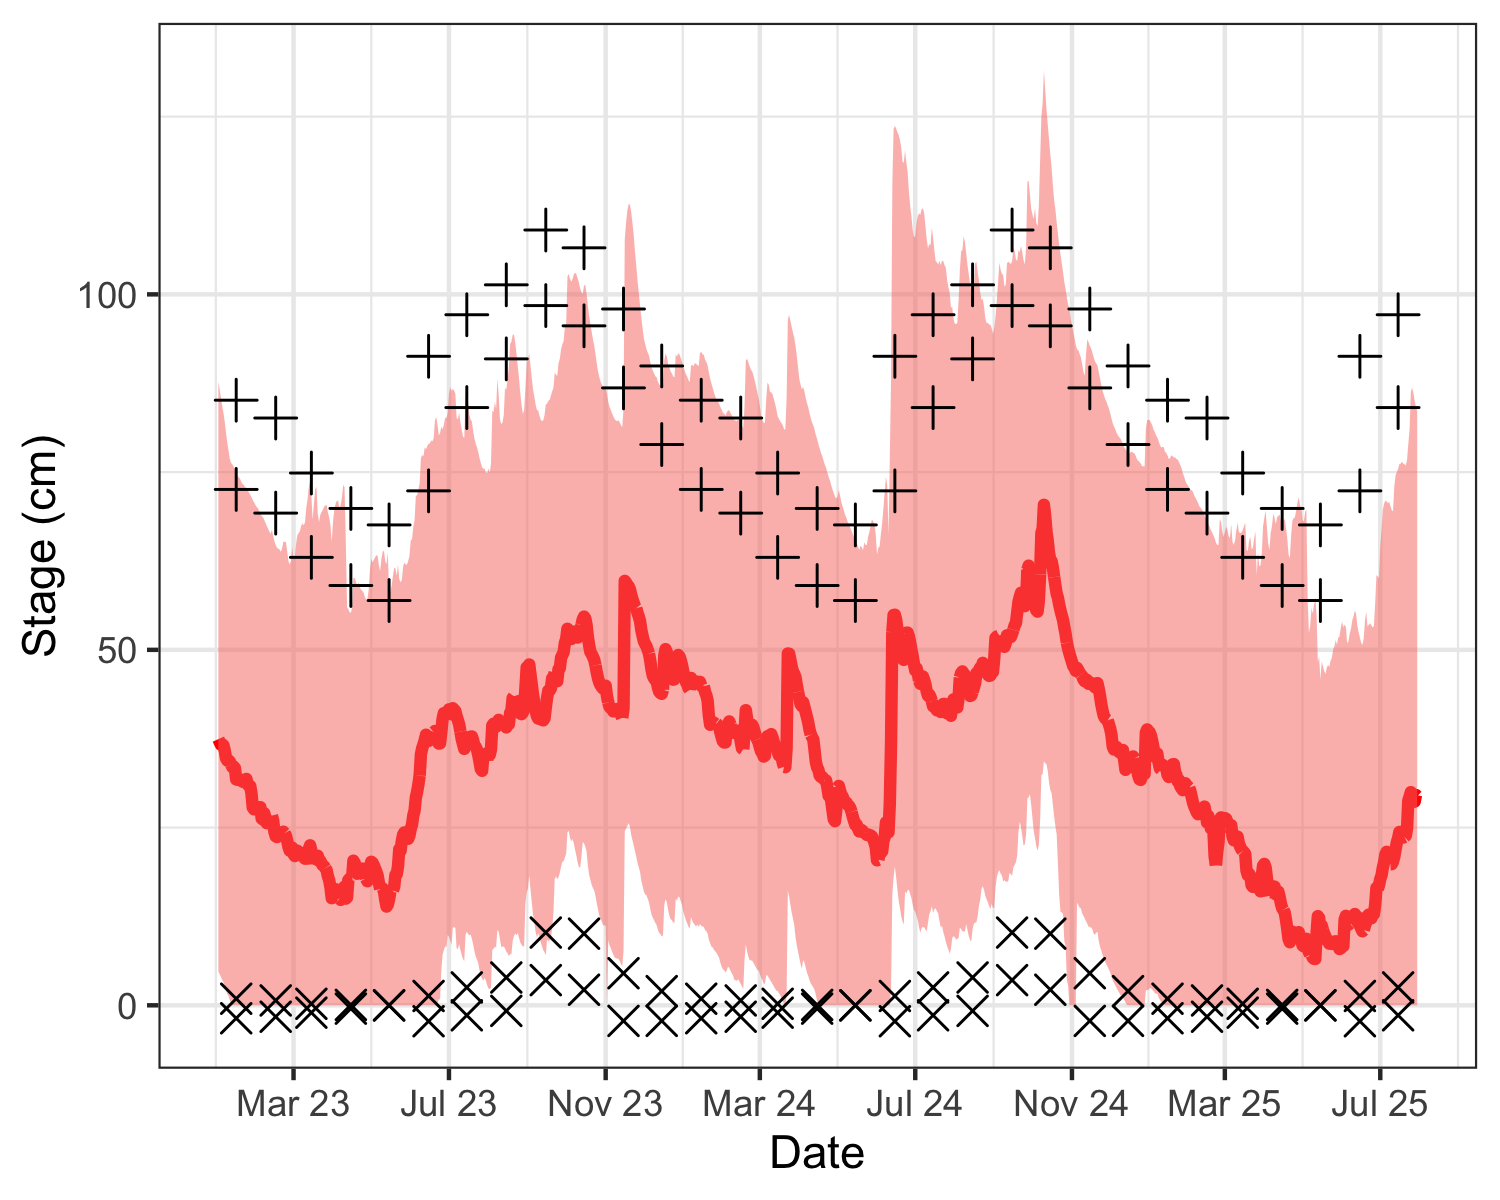 Stage (cm)
100
50
0
Mar 23
Jul 23
Nov 23
Mar 24
Jul 24
Nov 24
Mar 25
Jul 25
Date